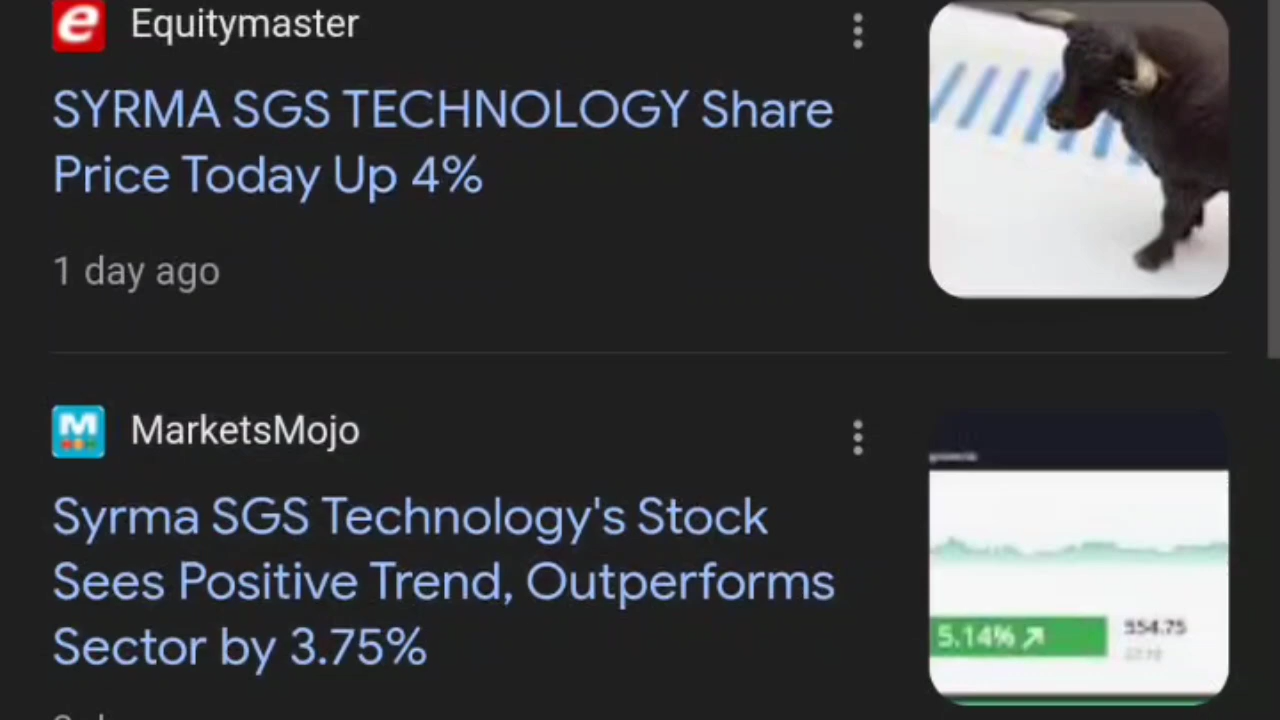 Equitymaster
SYRMA SGS TECHNOLOGY Share
Price Today Up 4%
1 day ago
MarketsMojo
Syrma SGS Technology's Stock
Sees Positive Trend, Outperforms
Sector by 3.75%
5.14%
554.75